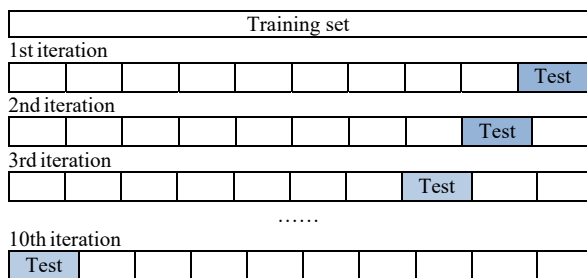 Training set
1st iteration
Test
2nd iteration
Test
3rd iteration
Test
……
10th iteration
Test